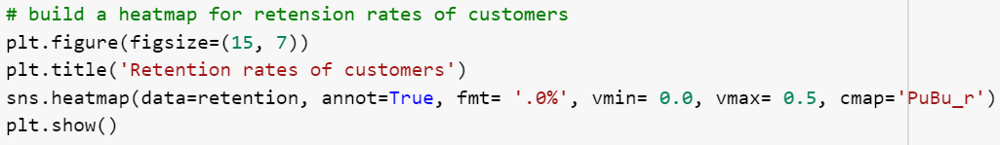 # build a heatmap for retension rates of customers
plt.figure(figsize=(15, 7))
plt.title('Retention rates of customers')
sns.heatmap(data=retention, annot=True, fmt= '.0%', vmin= 0.0, vmax= 0.5, cmap='PuBu_r')
plt.show()